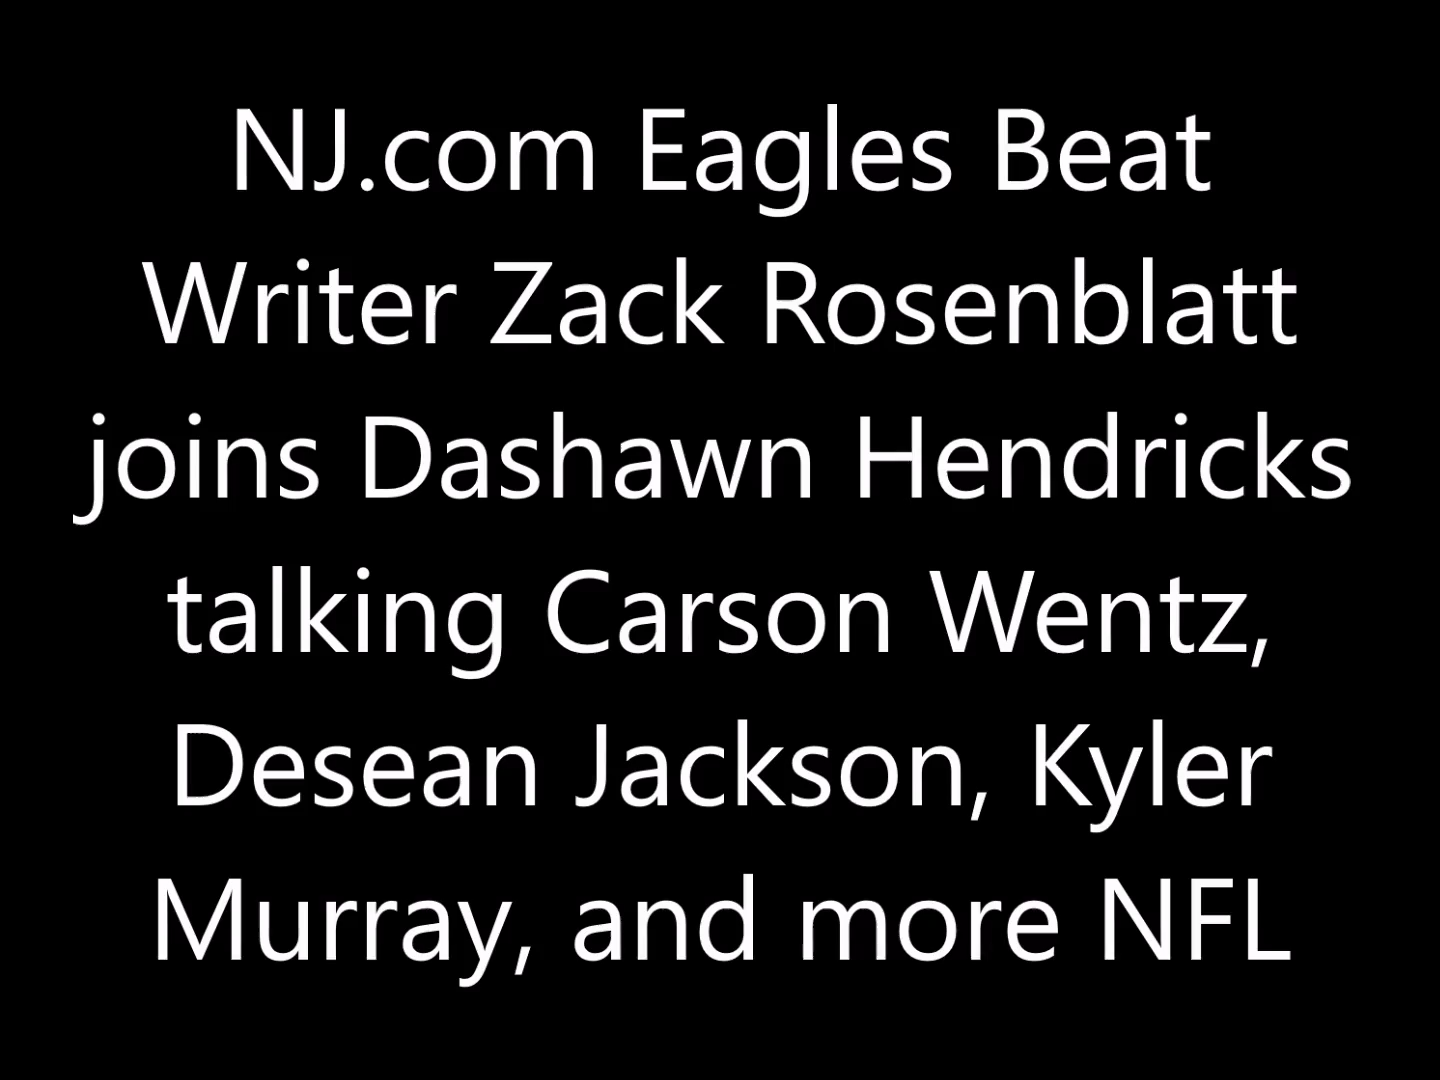 NJ.com Eagles Beat
Writer Zack Rosenblatt
joins Dashawn Hendricks
talking Carson Wentz,
Desean Jackson, Kyler
Murray, and more NFL